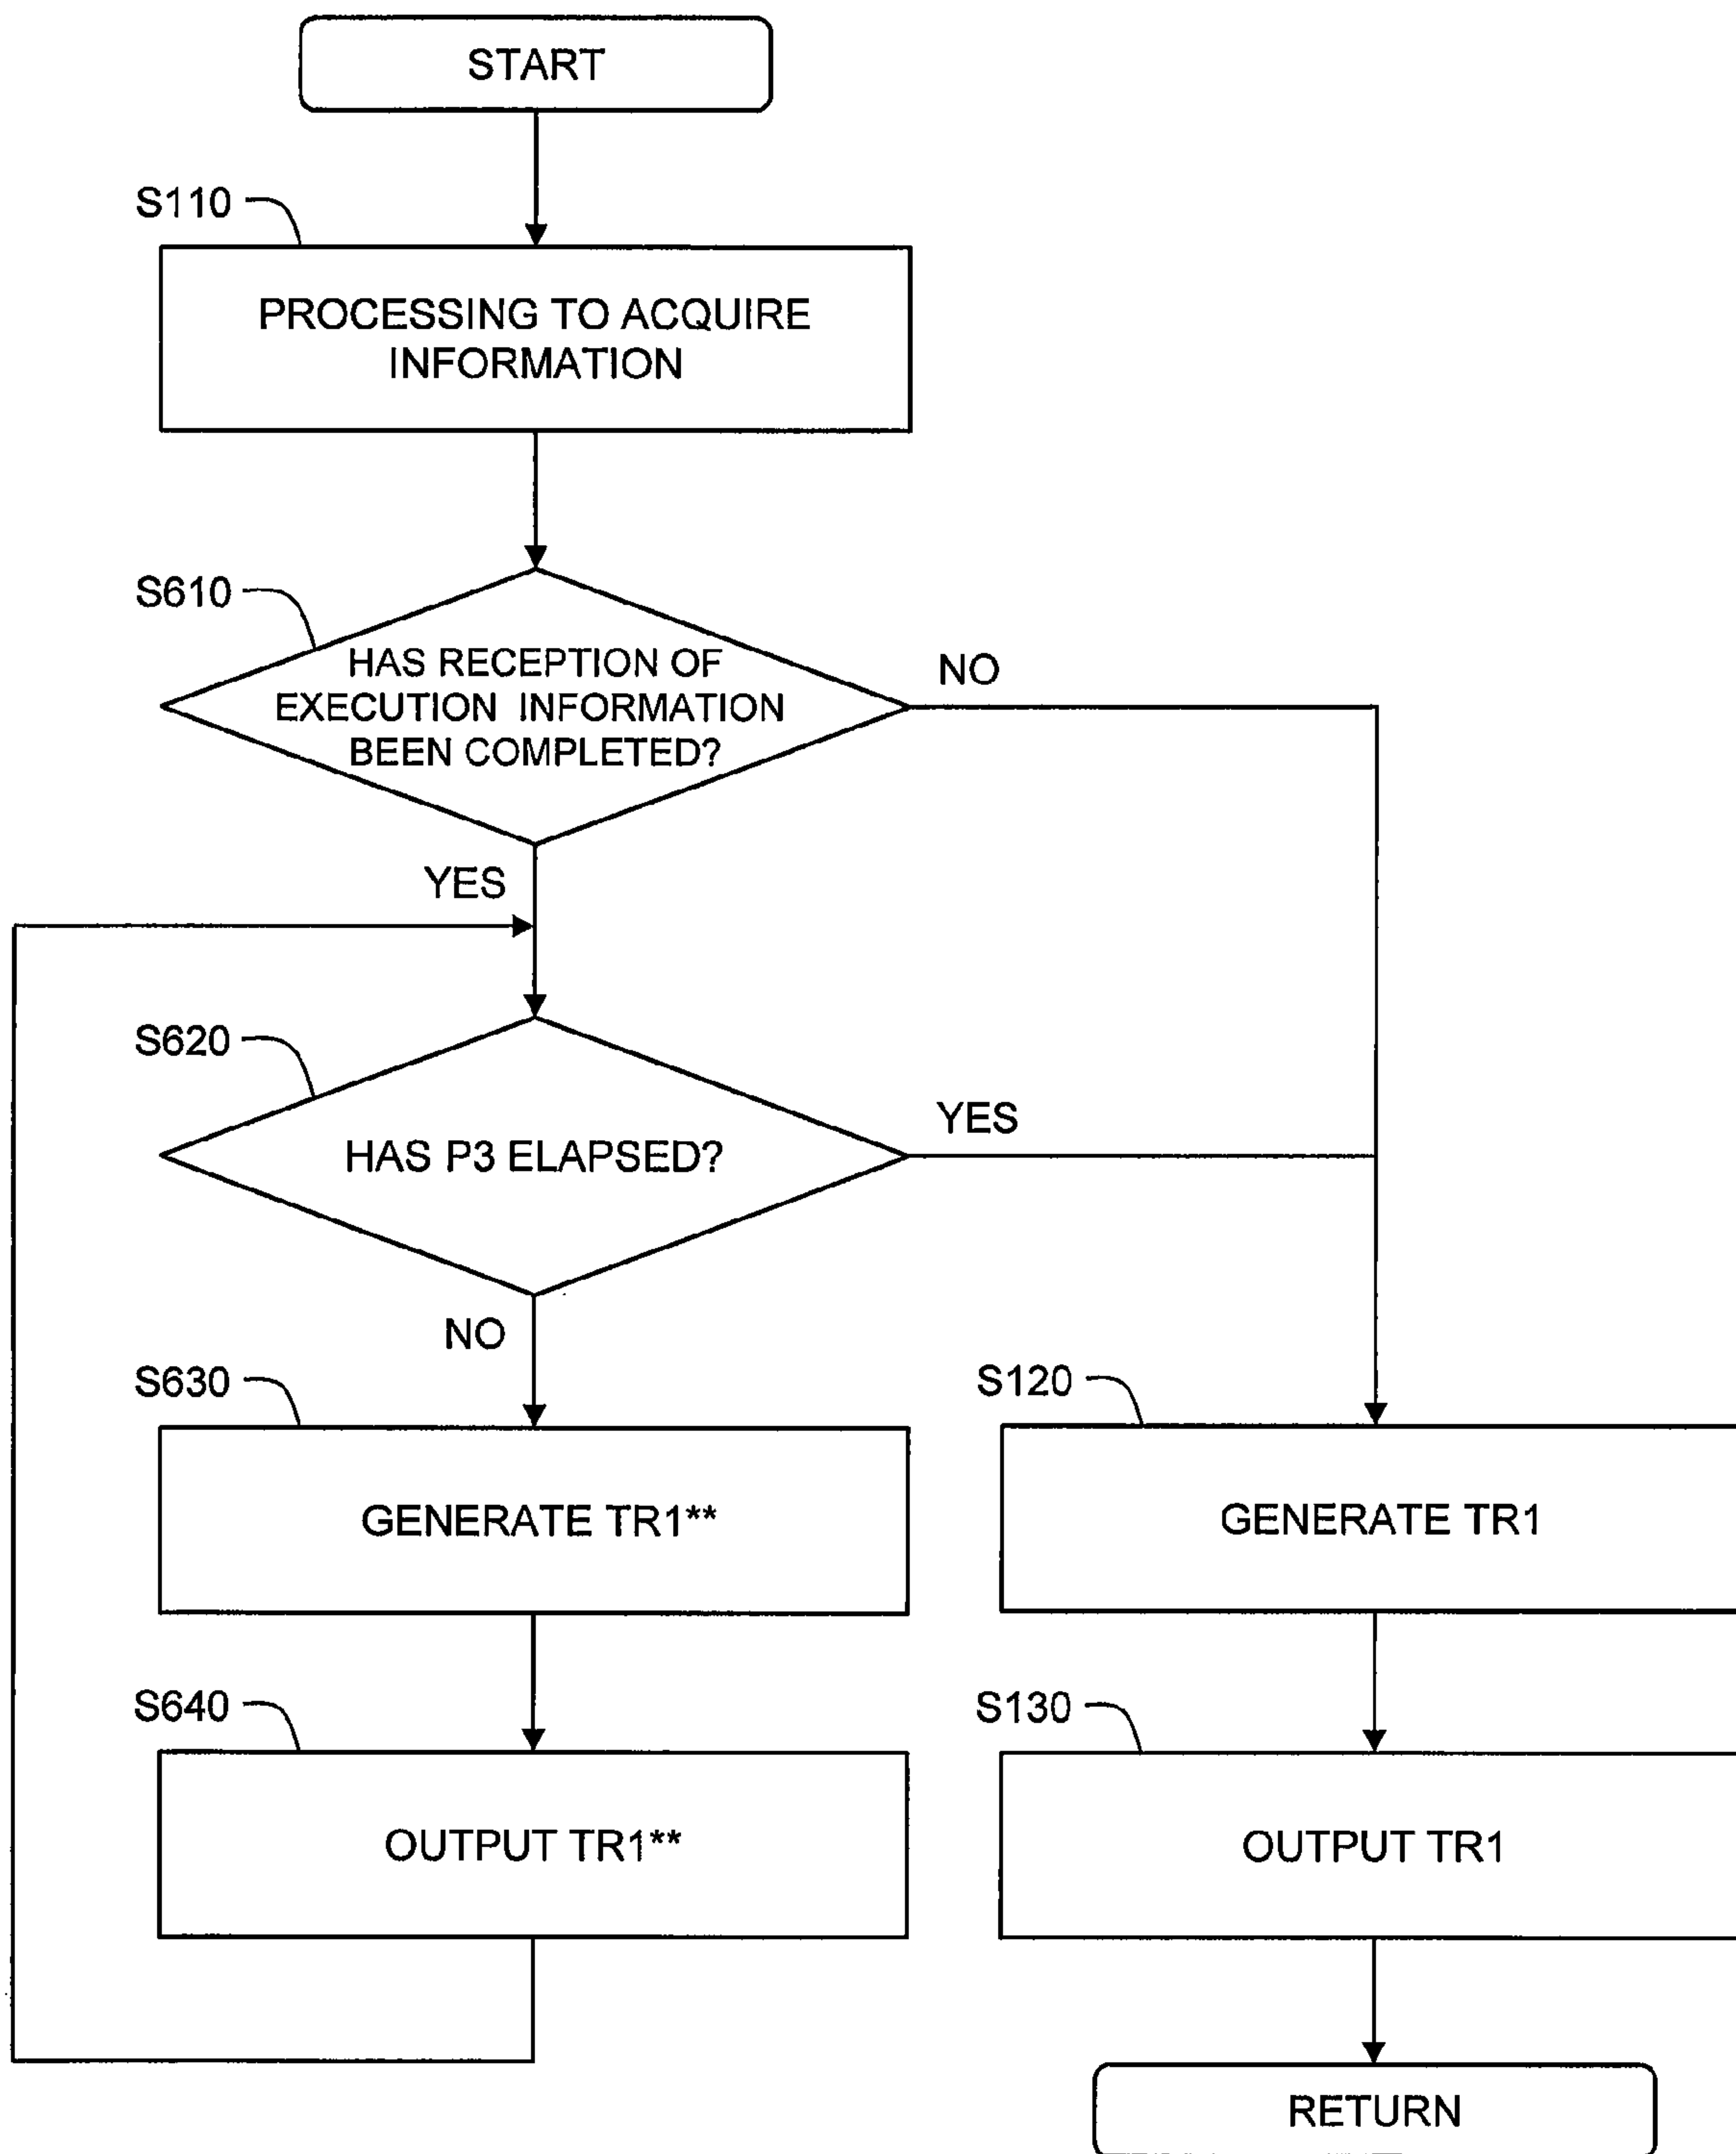 START
S110
PROCESSING TO ACQUIRE
INFORMATION
S610
HAS RECEPTION OF
EXECUTION INFORMATION
BEEN COMPLETED?
NO
YES
S620
HAS P3 ELAPSED?
YES
NO
S630
GENERATE TR1**
S120
GENERATE TR1
S640
OUTPUT TR1**
S130
OUTPUT TR1
RETURN